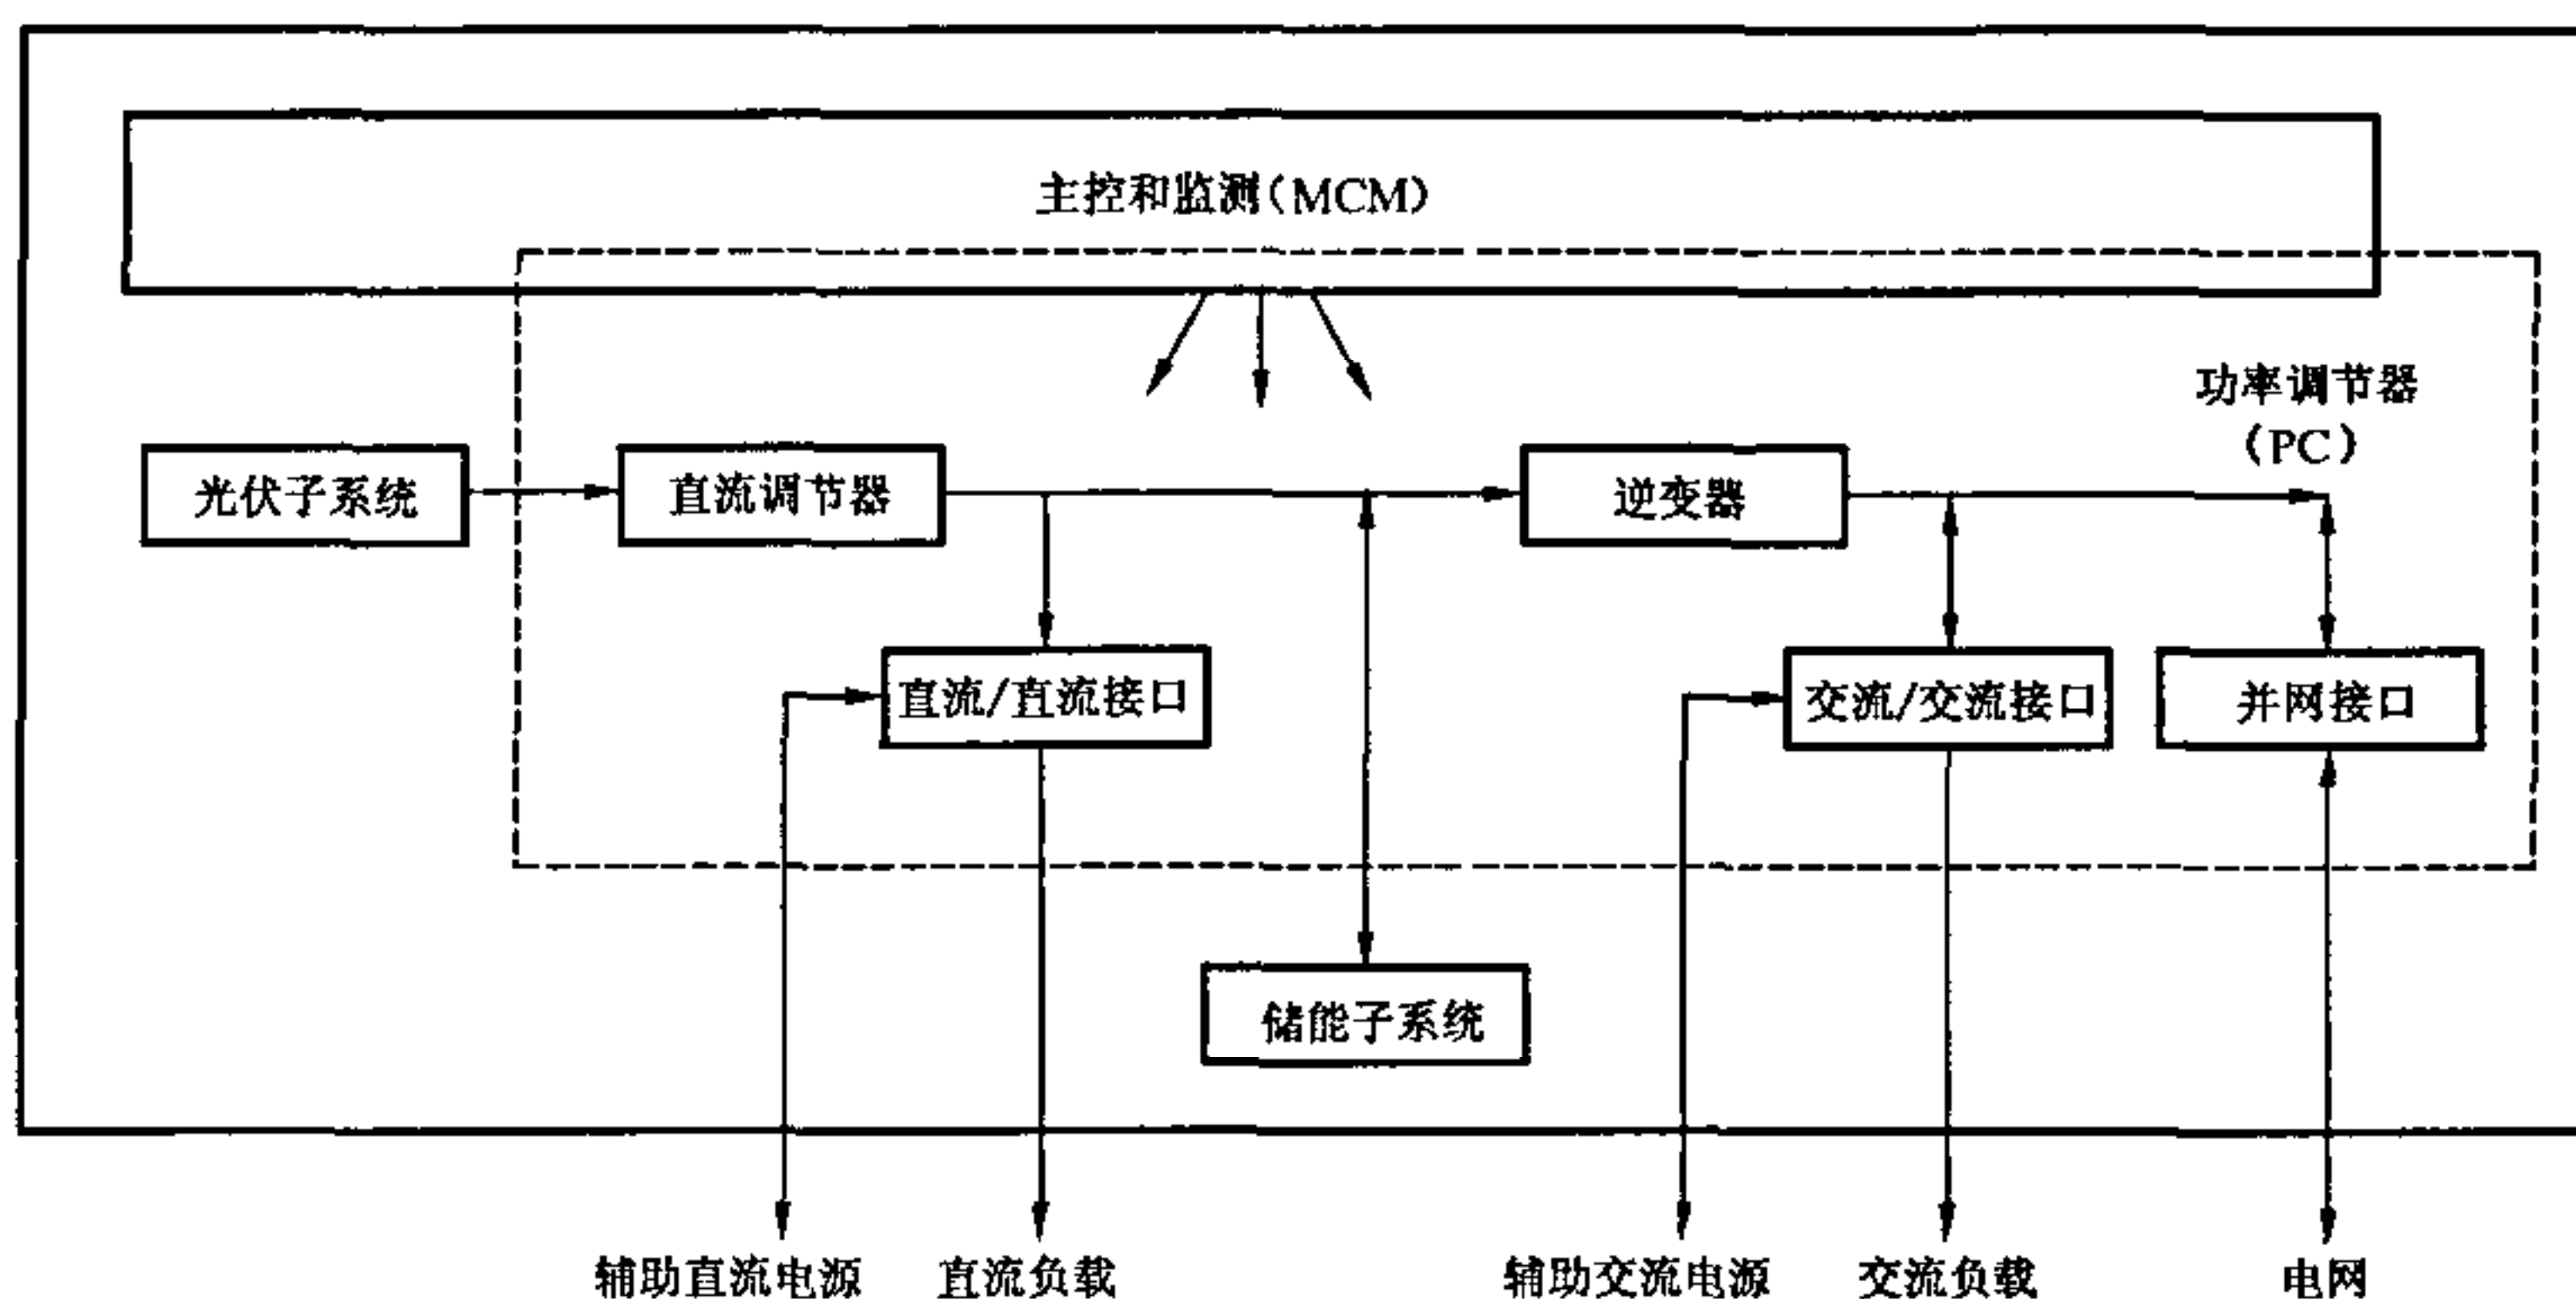 主控和监测(MCM)
功率调节器
(PC)
光伏子系统
直流调节器
逆变器
直流/直流接口
交流/交流接口
并网接口
储能子系统
辅助直流电源
直流负载
辅助交流电源
交流负载
电网